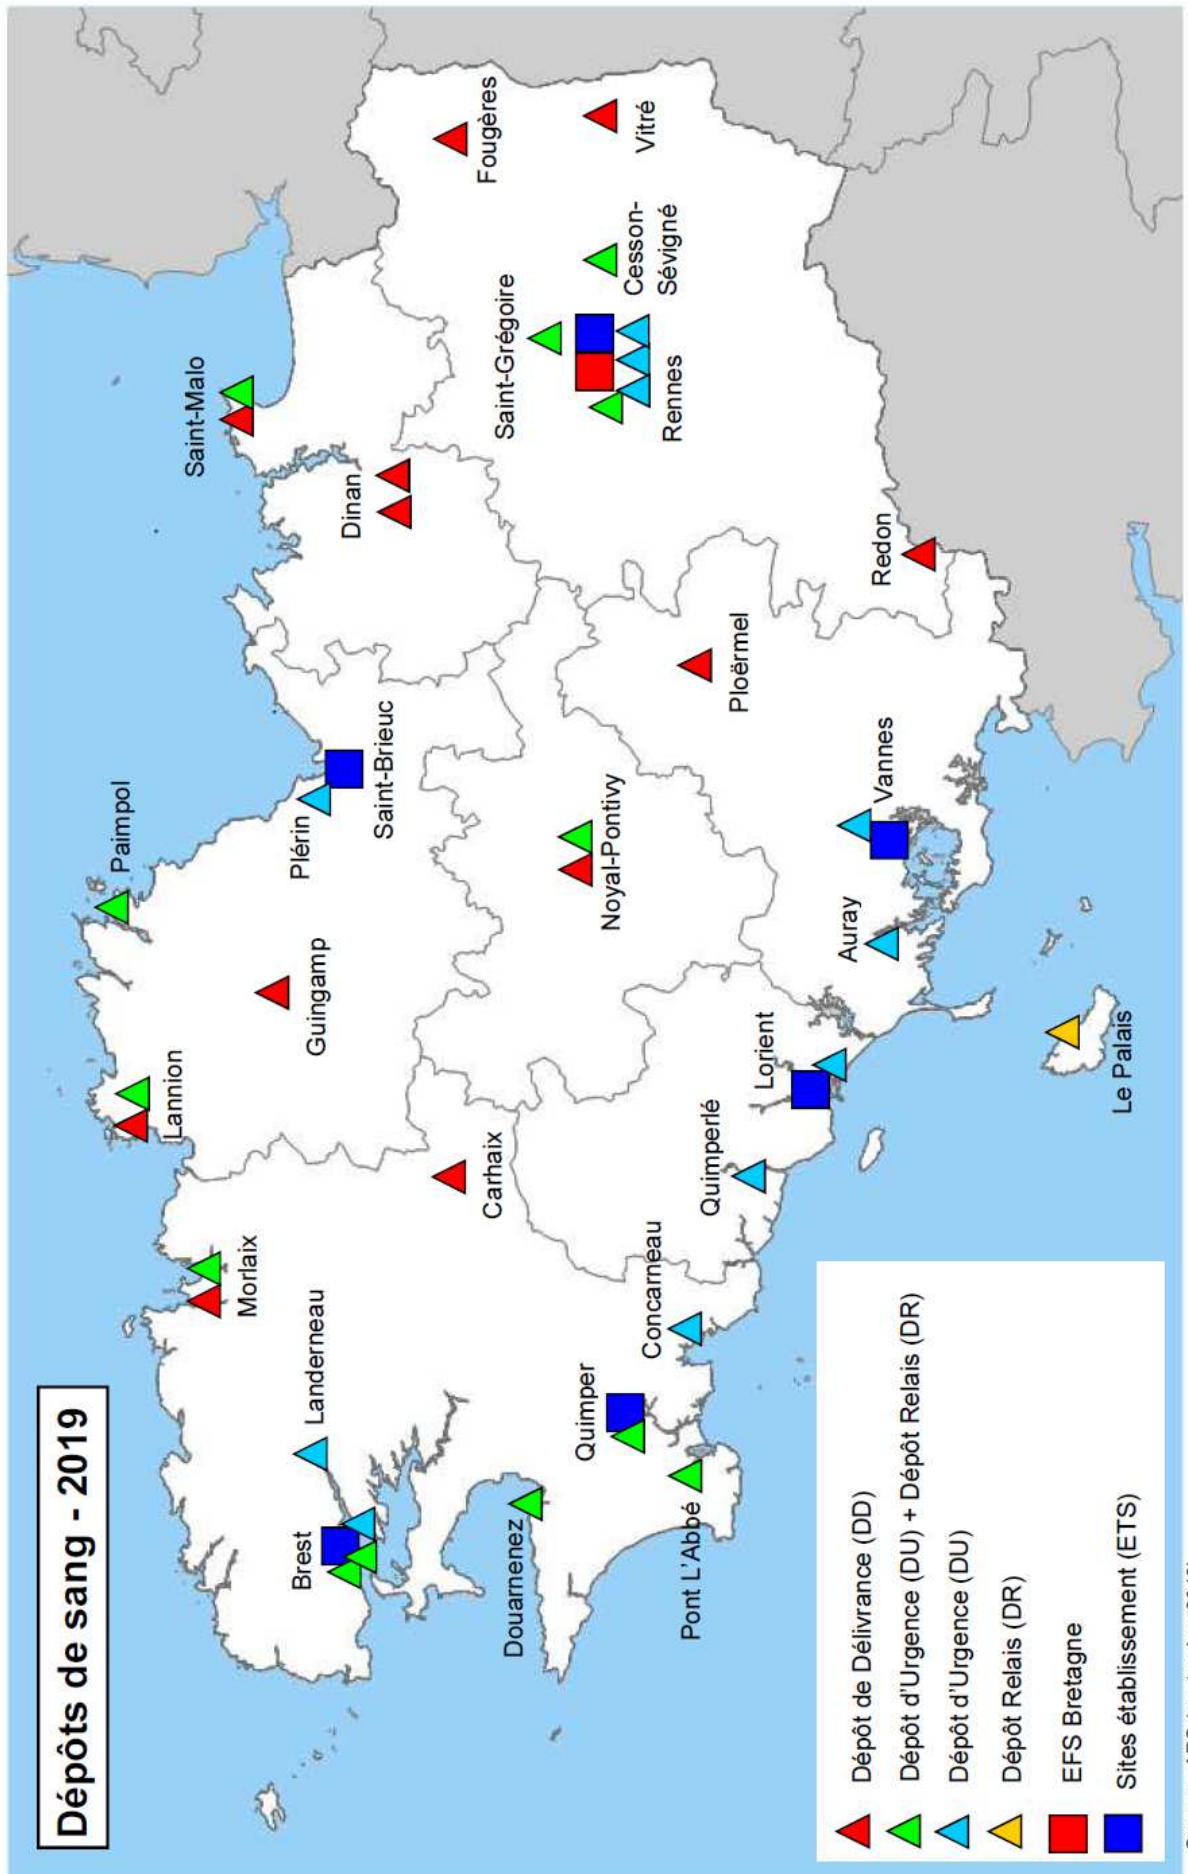 Dépôts de sang - 2019
Paimpol
Lannion
Saint-Malo
Morlaix
Guingamp
Plérin
Saint-Brieuc
Dinan
Fougères
Landerneau
Brest
Carhaix
Saint-Grégoire
Vitré
Cesson-
Sévigné
Rennes
Noyal-Pontivy
Douarnenez
Quimper
Concarneau
Pont L'Abbé
Quimperlé
Ploërmel
Lorient
Auray
Vannes
Redon
Le Palais
Dépôt de Délivrance (DD)
Dépôt d'Urgence (DU) + Dépôt Relais (DR)
Dépôt d'Urgence (DU)
Dépôt Relais (DR)
EFS Bretagne
Sites établissement (ETS)